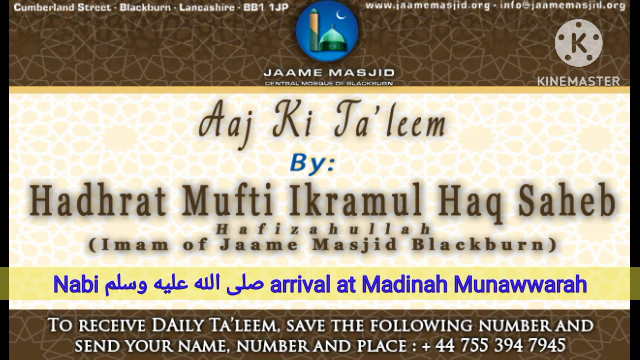 Cumberland Street - Blackburn - Lancashire - BB1 1JP
www.jaamemasjid.org - info@jaamemasjid.org
KINEMASTER
JAAME MASJID
CENTRAL MOSQUE OF BLACKBURN
Aaj Ki Ta'leem
By:
Hadhrat Mufti Ikramul Haq Saheb
Hafizahullah
(Imam of Jaame Masjid Blackburn)
Nabi صلى الله عليه وسلم arrival at Madinah Munawwarah
TO RECEIVE DAILY TA'LEEM, SAVE THE FOLLOWING NUMBER AND
SEND YOUR NAME, NUMBER AND PLACE : + 44 755 394 7945